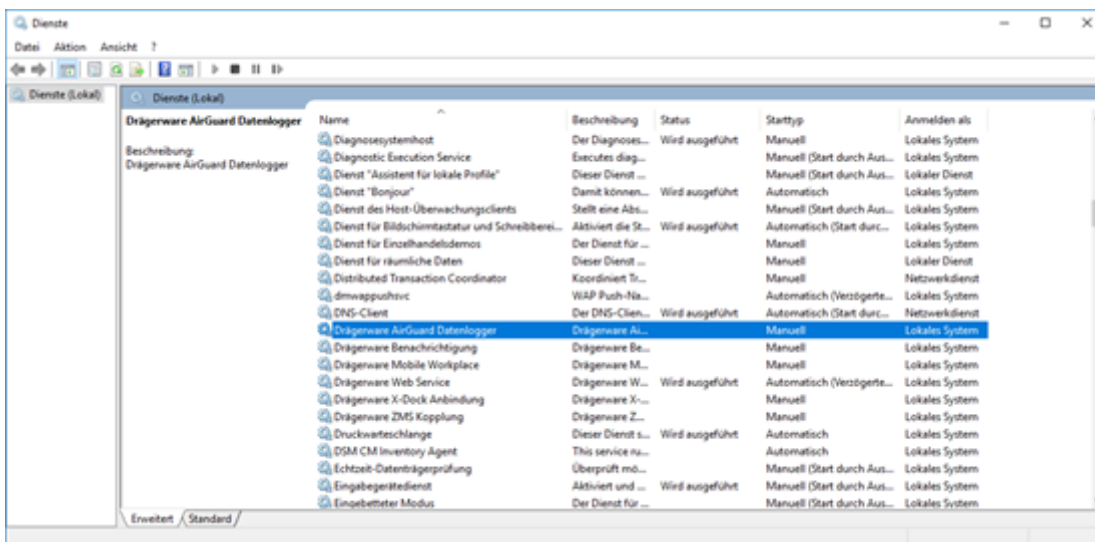 Dienste
Datei Aktion Ansicht ?
Dienste (Lokal)
Dienste (Lokal)
Drägerware AirGuard Datenlogger
Beschreibung:
Drägerware AirGuard Datenlogger
Name Beschreibung Status Starttyp Anmelden als
Diagnosesystemhost Der Diagnoses... Wird ausgeführt Manuell Lokales System
Diagnostic Execution Service Executes diag... Manuell (Start durch Aus... Lokales System
Dienst "Assistent für lokale Profile" Dieser Dienst ... Manuell (Start durch Aus... Lokaler Dienst
Dienst "Bonjour" Damit können... Wird ausgeführt Automatisch Lokales System
Dienst des Host-Überwachungsclients Stellt eine Abs... Manuell (Start durch Aus... Lokales System
Dienst für Bildschirmtastatur und Schreibberei... Aktiviert die St... Wird ausgeführt Automatisch (Start durc... Lokales System
Dienst für Einzelhandelsdemos Der Dienst für ... Manuell Lokales System
Dienst für räumliche Daten Dieser Dienst ... Manuell Lokaler Dienst
Distributed Transaction Coordinator Koordiniert Tr... Manuell Netzwerkdienst
dmwappushsvc WAP Push-Na... Automatisch (Verzögerte... Lokales System
DNS-Client Der DNS-Clien... Wird ausgeführt Automatisch (Start durc... Netzwerkdienst
Drägerware AirGuard Datenlogger Drägerware Ai... Manuell Lokales System
Drägerware Benachrichtigung Drägerware Be... Manuell Lokales System
Drägerware Mobile Workplace Drägerware M... Manuell Lokales System
Drägerware Web Service Drägerware W... Wird ausgeführt Automatisch (Verzögerte... Lokales System
Drägerware X-Dock Anbindung Drägerware X-... Manuell Lokales System
Drägerware ZMS Kopplung Drägerware Z... Manuell Lokales System
Druckwarteschlange Dieser Dienst s... Wird ausgeführt Automatisch Lokales System
DSM CM Inventory Agent This service ru... Automatisch Lokales System
Echtzeit-Datenträgerprüfung Überprüft mö... Manuell (Start durch Aus... Lokales System
Eingabegerätedienst Aktiviert und ... Wird ausgeführt Manuell (Start durch Aus... Lokales System
Eingebetteter Modus Der Dienst für ... Manuell (Start durch Aus... Lokales System
Erweitert Standard